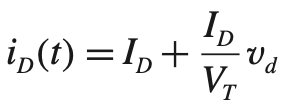 i_D(t) = I_D + \frac{I_D}{V_T} v_d